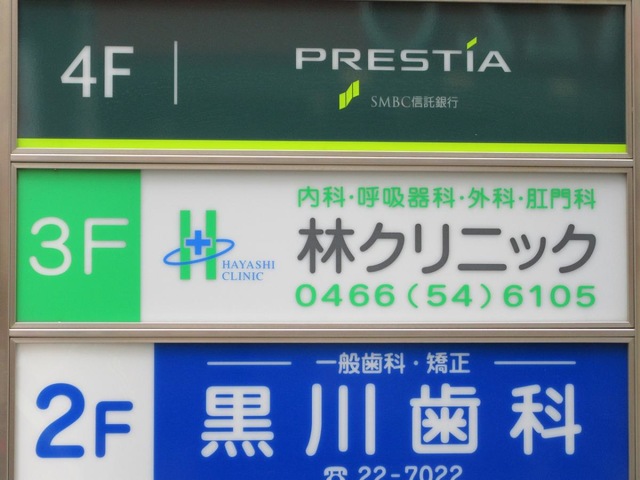 4F
PRESTIA
SMBC信託銀行
3F
内科・呼吸器科・外科・肛門科
H
HAYASHI
CLINIC
林クリニック
0466(54)6105
2F
一般歯科・矯正
黒川歯科
☎ 22-7022